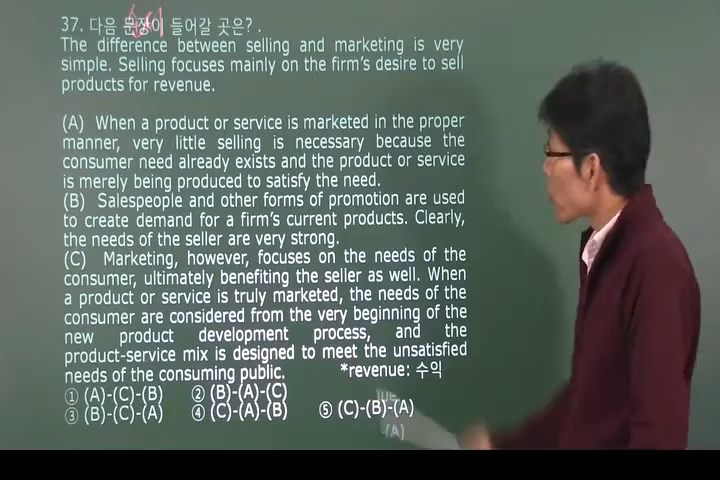 37. 다음 문장이 들어갈 곳은? .
순서
The difference between selling and marketing is very
simple. Selling focuses mainly on the firm's desire to sell
products for revenue.
(A) When a product or service is marketed in the proper
manner, very little selling is necessary because the
consumer need already exists and the product or service
is merely being produced to satisfy the need.
(B) Salespeople and other forms of promotion are used
to create demand for a firm's current products. Clearly,
the needs of the seller are very strong.
(C) Marketing, however, focuses on the needs of the
consumer, ultimately benefiting the seller as well. When
a product or service is truly marketed, the needs of the
consumer are considered from the very beginning of the
new product development process, and the
product-service mix is designed to meet the unsatisfied
needs of the consuming public. *revenue: 수익
① (A)-(C)-(B) ② (B)-(A)-(C)
③ (B)-(C)-(A) ④ (C)-(A)-(B) ⑤ (C)-(B)-(A)
(A)